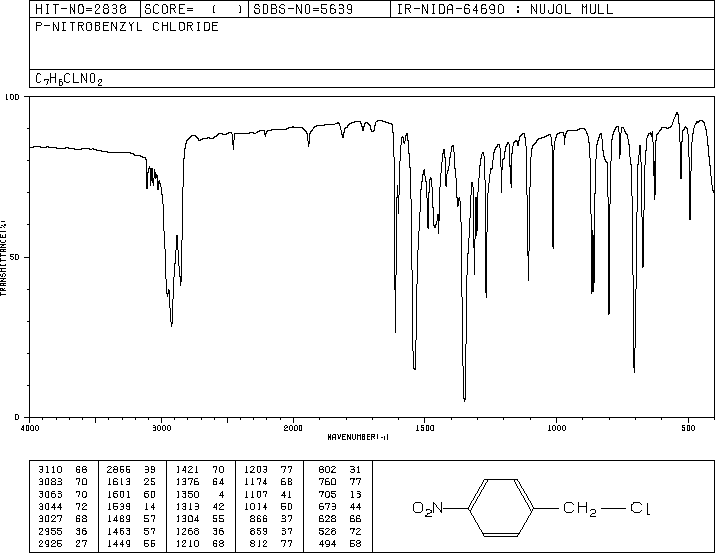 HIT-NO=2838 SCORE= ( ) SDBS-NO=5639 IR-NIDA-64690 : NUJOL MULL
P-NITROBENZYL CHLORIDE
C₇H₆CLNO₂
100
50
0
TRANSMITTANCE(%)
4000 3000 2000 1500 1000 500
WAVENUMBER(-1)
3110 68 2866 39 1421 70 1203 77 802 31
3083 70 1613 25 1376 64 1174 68 760 77
3063 70 1601 60 1350 4 1107 41 705 13
3044 72 1539 14 1313 42 1014 50 673 44
3027 68 1489 57 1304 55 866 37 628 66
2955 36 1463 57 1268 36 859 37 528 72
2925 27 1449 55 1210 68 812 77 494 58
O₂N CH₂ Cl